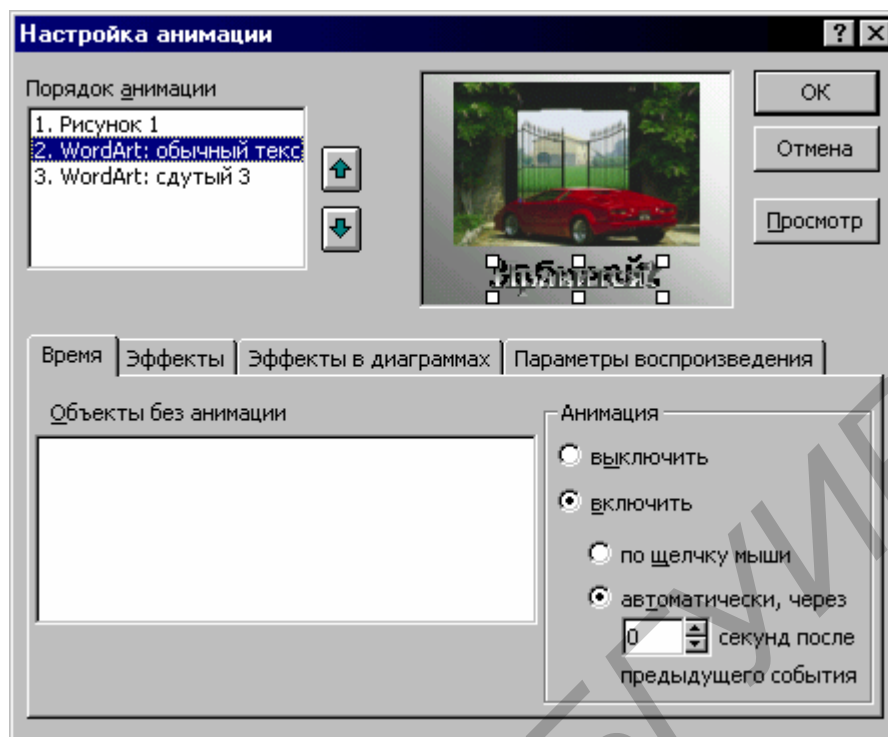 Настройка анимации
Порядок анимации
1. Рисунок 1
2. WordArt: обычный текс
3. WordArt: сдутый 3
ОК
Отмена
Просмотр
Время
Эффекты
Эффекты в диаграммах
Параметры воспроизведения
Объекты без анимации
Анимация
выключить
включить
по щелчку мыши
автоматически, через
0 секунд после
предыдущего события